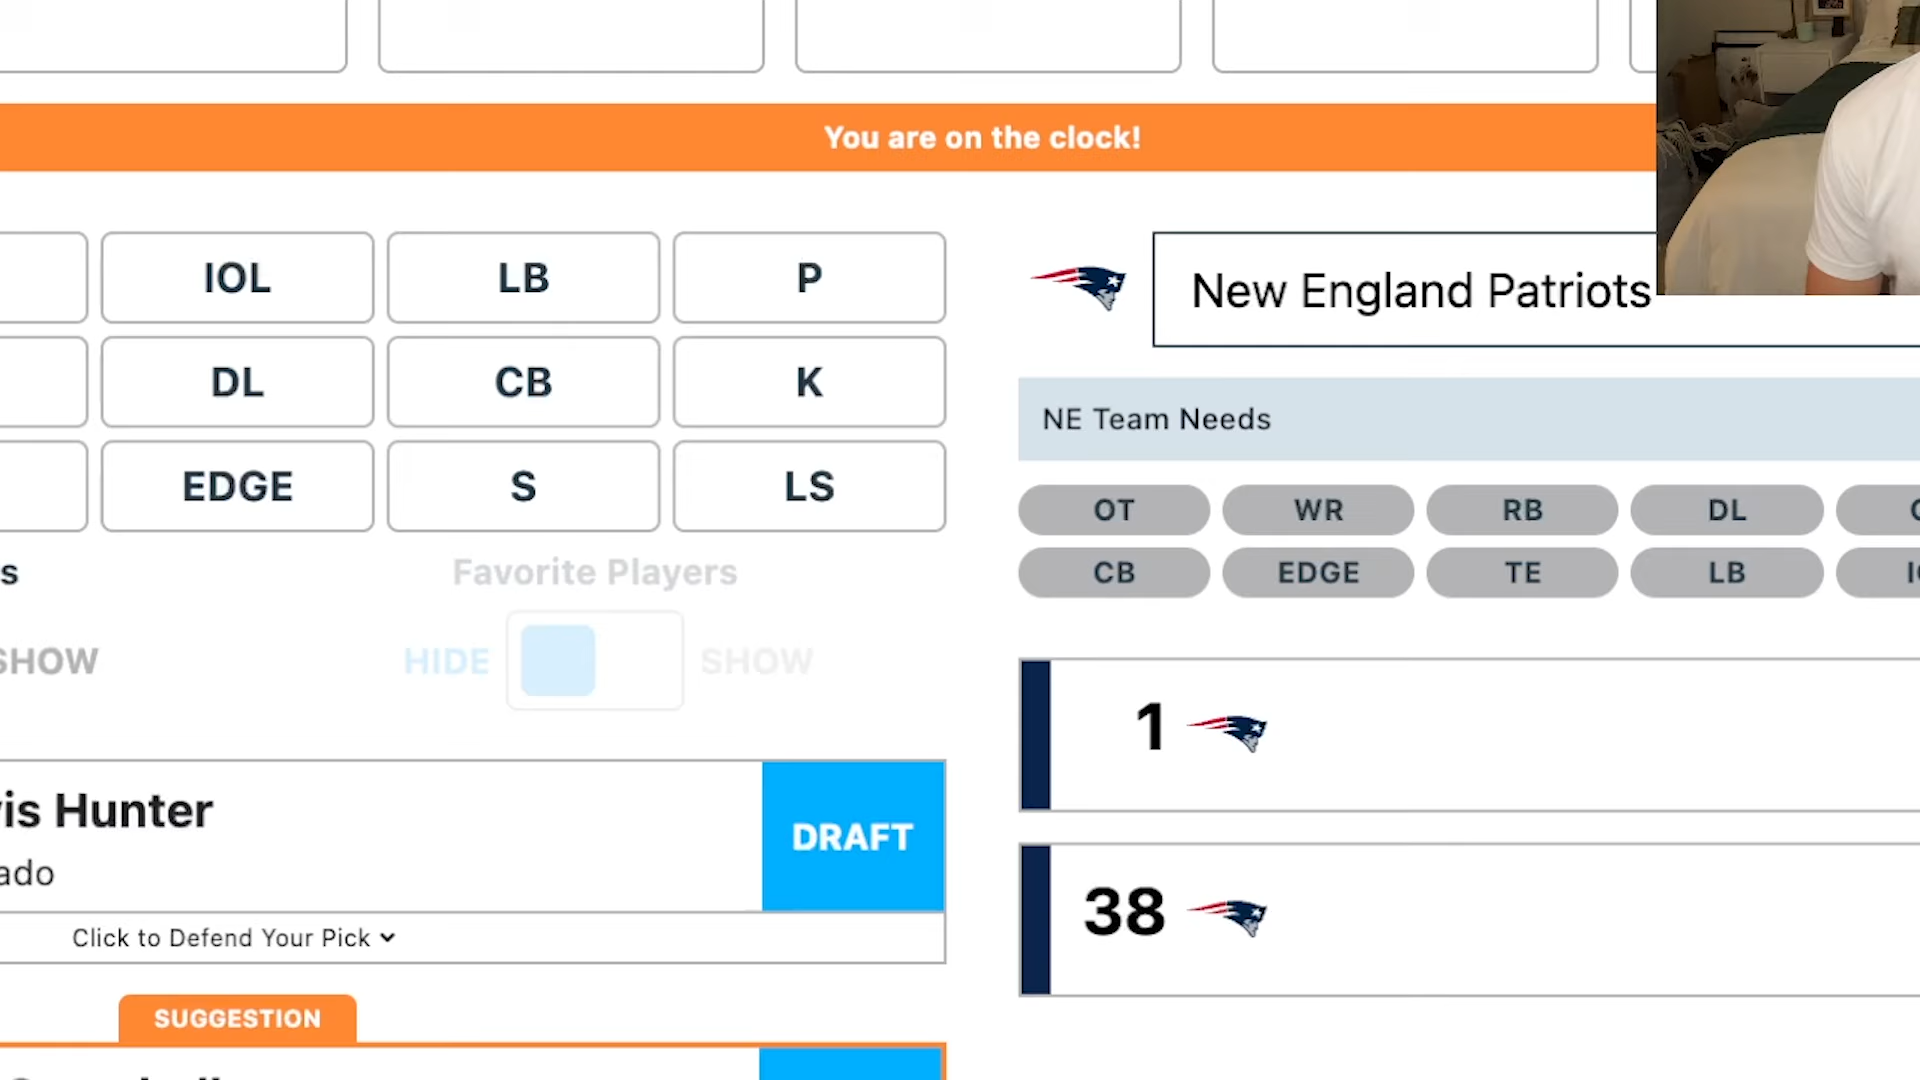 You are on the clock!
IOL LB P
DL CB K
EDGE S LS
Favorite Players
SHOW HIDE SHOW
Hunter
DRAFT
Click to Defend Your Pick
SUGGESTION
New England Patriots
NE Team Needs
OT WR RB DL
CB EDGE TE LB
1
38